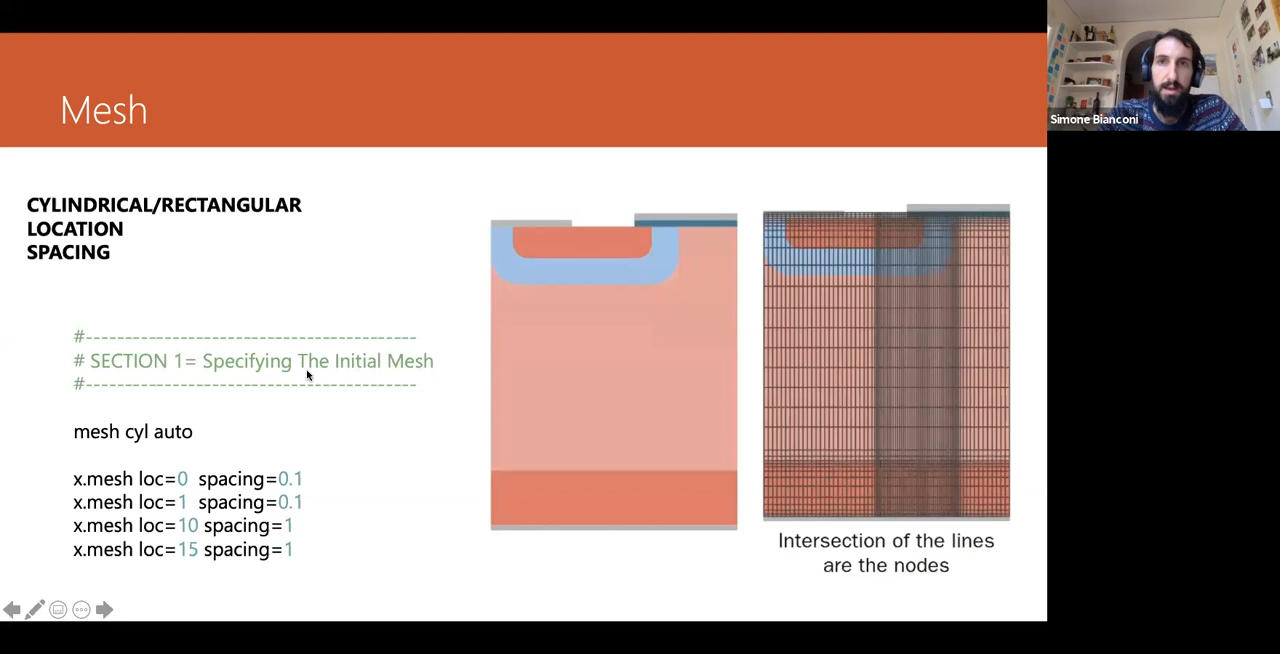 Mesh
CYLINDRICAL/RECTANGULAR
LOCATION
SPACING
#-----------------------------------------
# SECTION 1= Specifying The Initial Mesh
#-----------------------------------------
mesh cyl auto
x.mesh loc=0 spacing=0.1
x.mesh loc=1 spacing=0.1
x.mesh loc=10 spacing=1
x.mesh loc=15 spacing=1
Intersection of the lines
are the nodes
Simone Bianconi